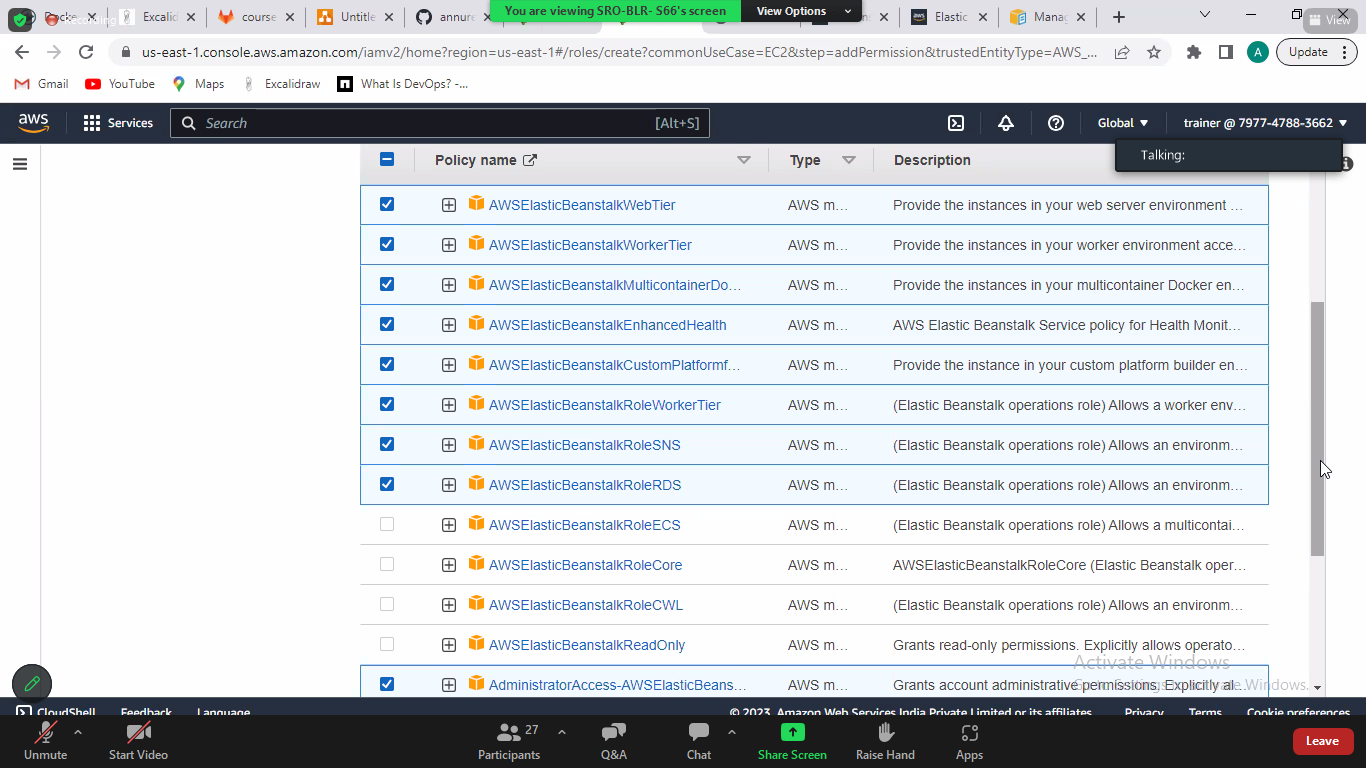 You are viewing SRO-BLR- S66's screen
View Options
Recording
View
Excalid
course
Untitle
annure
Elastic
Manag
us-east-1.console.aws.amazon.com/iamv2/home?region=us-east-1#/roles/create?commonUseCase=EC2&step=addPermission&trustedEntityType=AWS_...
A
Update
Gmail
YouTube
Maps
Excalidraw
What Is DevOps? -...
aws
Services
Search
[Alt+S]
Global
trainer @ 7977-4788-3662
Talking:
Policy name
Type
Description
AWSElasticBeanstalkWebTier AWS m... Provide the instances in your web server environment ...
AWSElasticBeanstalkWorkerTier AWS m... Provide the instances in your worker environment acce...
AWSElasticBeanstalkMulticontainerDo... AWS m... Provide the instances in your multicontainer Docker en...
AWSElasticBeanstalkEnhancedHealth AWS m... AWS Elastic Beanstalk Service policy for Health Monit...
AWSElasticBeanstalkCustomPlatformf... AWS m... Provide the instance in your custom platform builder en...
AWSElasticBeanstalkRoleWorkerTier AWS m... (Elastic Beanstalk operations role) Allows a worker env...
AWSElasticBeanstalkRoleSNS AWS m... (Elastic Beanstalk operations role) Allows an environm...
AWSElasticBeanstalkRoleRDS AWS m... (Elastic Beanstalk operations role) Allows an environm...
AWSElasticBeanstalkRoleECS AWS m... (Elastic Beanstalk operations role) Allows a multicontai...
AWSElasticBeanstalkRoleCore AWS m... AWSElasticBeanstalkRoleCore (Elastic Beanstalk oper...
AWSElasticBeanstalkRoleCWL AWS m... (Elastic Beanstalk operations role) Allows an environm...
AWSElasticBeanstalkReadOnly AWS m... Grants read-only permissions. Explicitly allows operato...
Activate Windows
AdministratorAccess-AWSElasticBeans... AWS m... Grants account administrative permissions. Explicitly al...
Go to Settings to activate Windows.
CloudShell
Feedback
Language
© 2023, Amazon Web Services India Private Limited or its affiliates.
Privacy
Terms
Cookie preferences
Unmute
Start Video
27
Participants
Q&A
Chat
Share Screen
Raise Hand
Apps
Leave